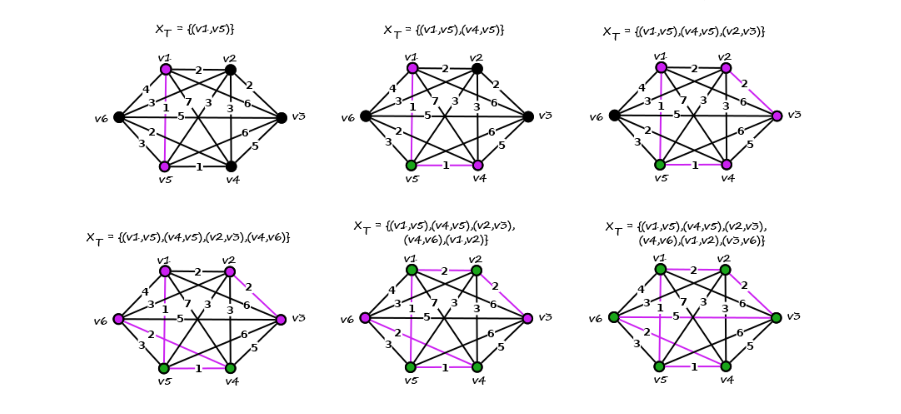 X_T = {(v1,v5)}
v1 v2
2
4 2
3 1 7 3 3 6
v6 5 v3
2 6
3 5
1
v5 v4
X_T = {(v1,v5),(v4,v5)}
v1 v2
2
4 2
3 1 7 3 3 6
v6 5 v3
2 6
3 5
1
v5 v4
X_T = {(v1,v5),(v4,v5),(v2,v3)}
v1 v2
2
4 2
3 1 7 3 3 6
v6 5 v3
2 6
3 5
1
v5 v4
X_T = {(v1,v5),(v4,v5),(v2,v3),(v4,v6)}
v1 v2
2
4 2
3 1 7 3 3 6
v6 5 v3
2 6
3 5
1
v5 v4
X_T = {(v1,v5),(v4,v5),(v2,v3),
(v4,v6),(v1,v2)}
v1 v2
2
4 2
3 1 7 3 3 6
v6 5 v3
2 6
3 5
1
v5 v4
X_T = {(v1,v5),(v4,v5),(v2,v3),
(v4,v6),(v1,v2),(v3,v6)}
v1 v2
2
4 2
3 1 7 3 3 6
v6 5 v3
2 6
3 5
1
v5 v4